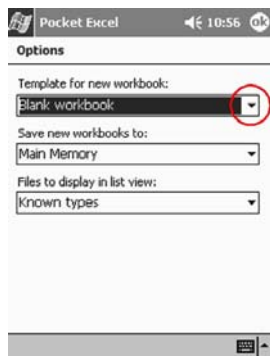 Pocket Excel 10:56 ok
Options
Template for new workbook:
Blank workbook
Save new workbooks to:
Main Memory
Files to display in list view:
Known types